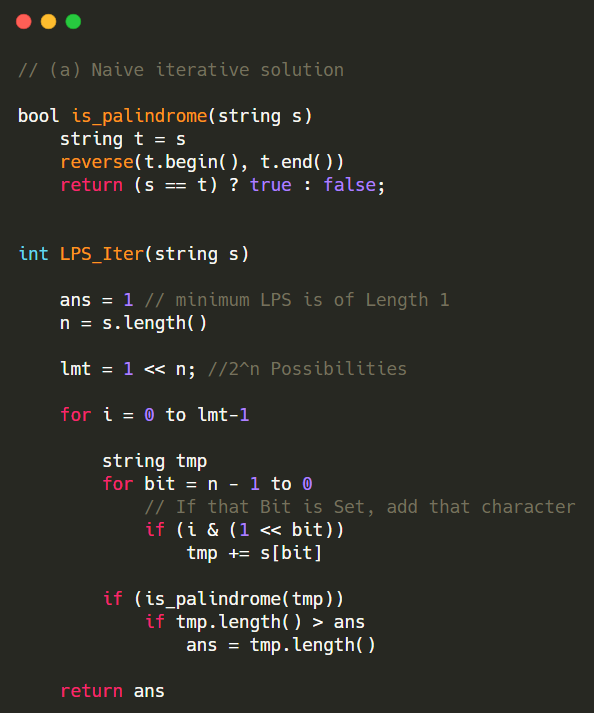 // (a) Naive iterative solution
bool is_palindrome(string s)
string t = s
reverse(t.begin(), t.end())
return (s == t) ? true : false;
int LPS_Iter(string s)
ans = 1 // minimum LPS is of Length 1
n = s.length()
lmt = 1 << n; //2^n Possibilities
for i = 0 to lmt-1
string tmp
for bit = n - 1 to 0
// If that Bit is Set, add that character
if (i & (1 << bit))
tmp += s[bit]
if (is_palindrome(tmp))
if tmp.length() > ans
ans = tmp.length()
return ans